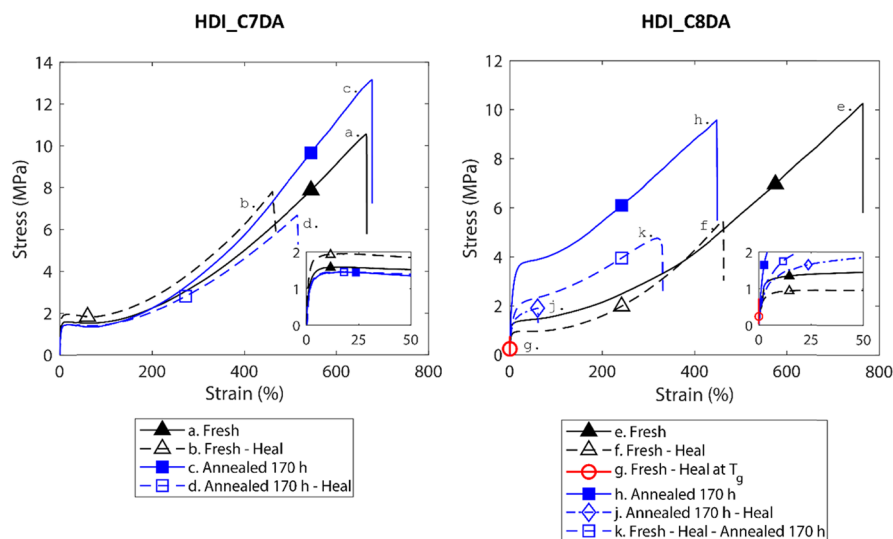 HDI_C7DA
HDI_C8DA
14
12
10
8
6
4
2
0
Stress (MPa)
0
200
400
600
800
Strain (%)
c.
a.
b.
d.
2
1
0
0
25
50
a. Fresh
b. Fresh - Heal
c. Annealed 170 h
d. Annealed 170 h - Heal
12
10
8
6
4
2
0
Stress (MPa)
0
200
400
600
800
Strain (%)
e.
h.
f.
k.
j.
g.
2
1
0
0
25
50
e. Fresh
f. Fresh - Heal
g. Fresh - Heal at Tg
h. Annealed 170 h
j. Annealed 170 h - Heal
k. Fresh - Heal - Annealed 170 h